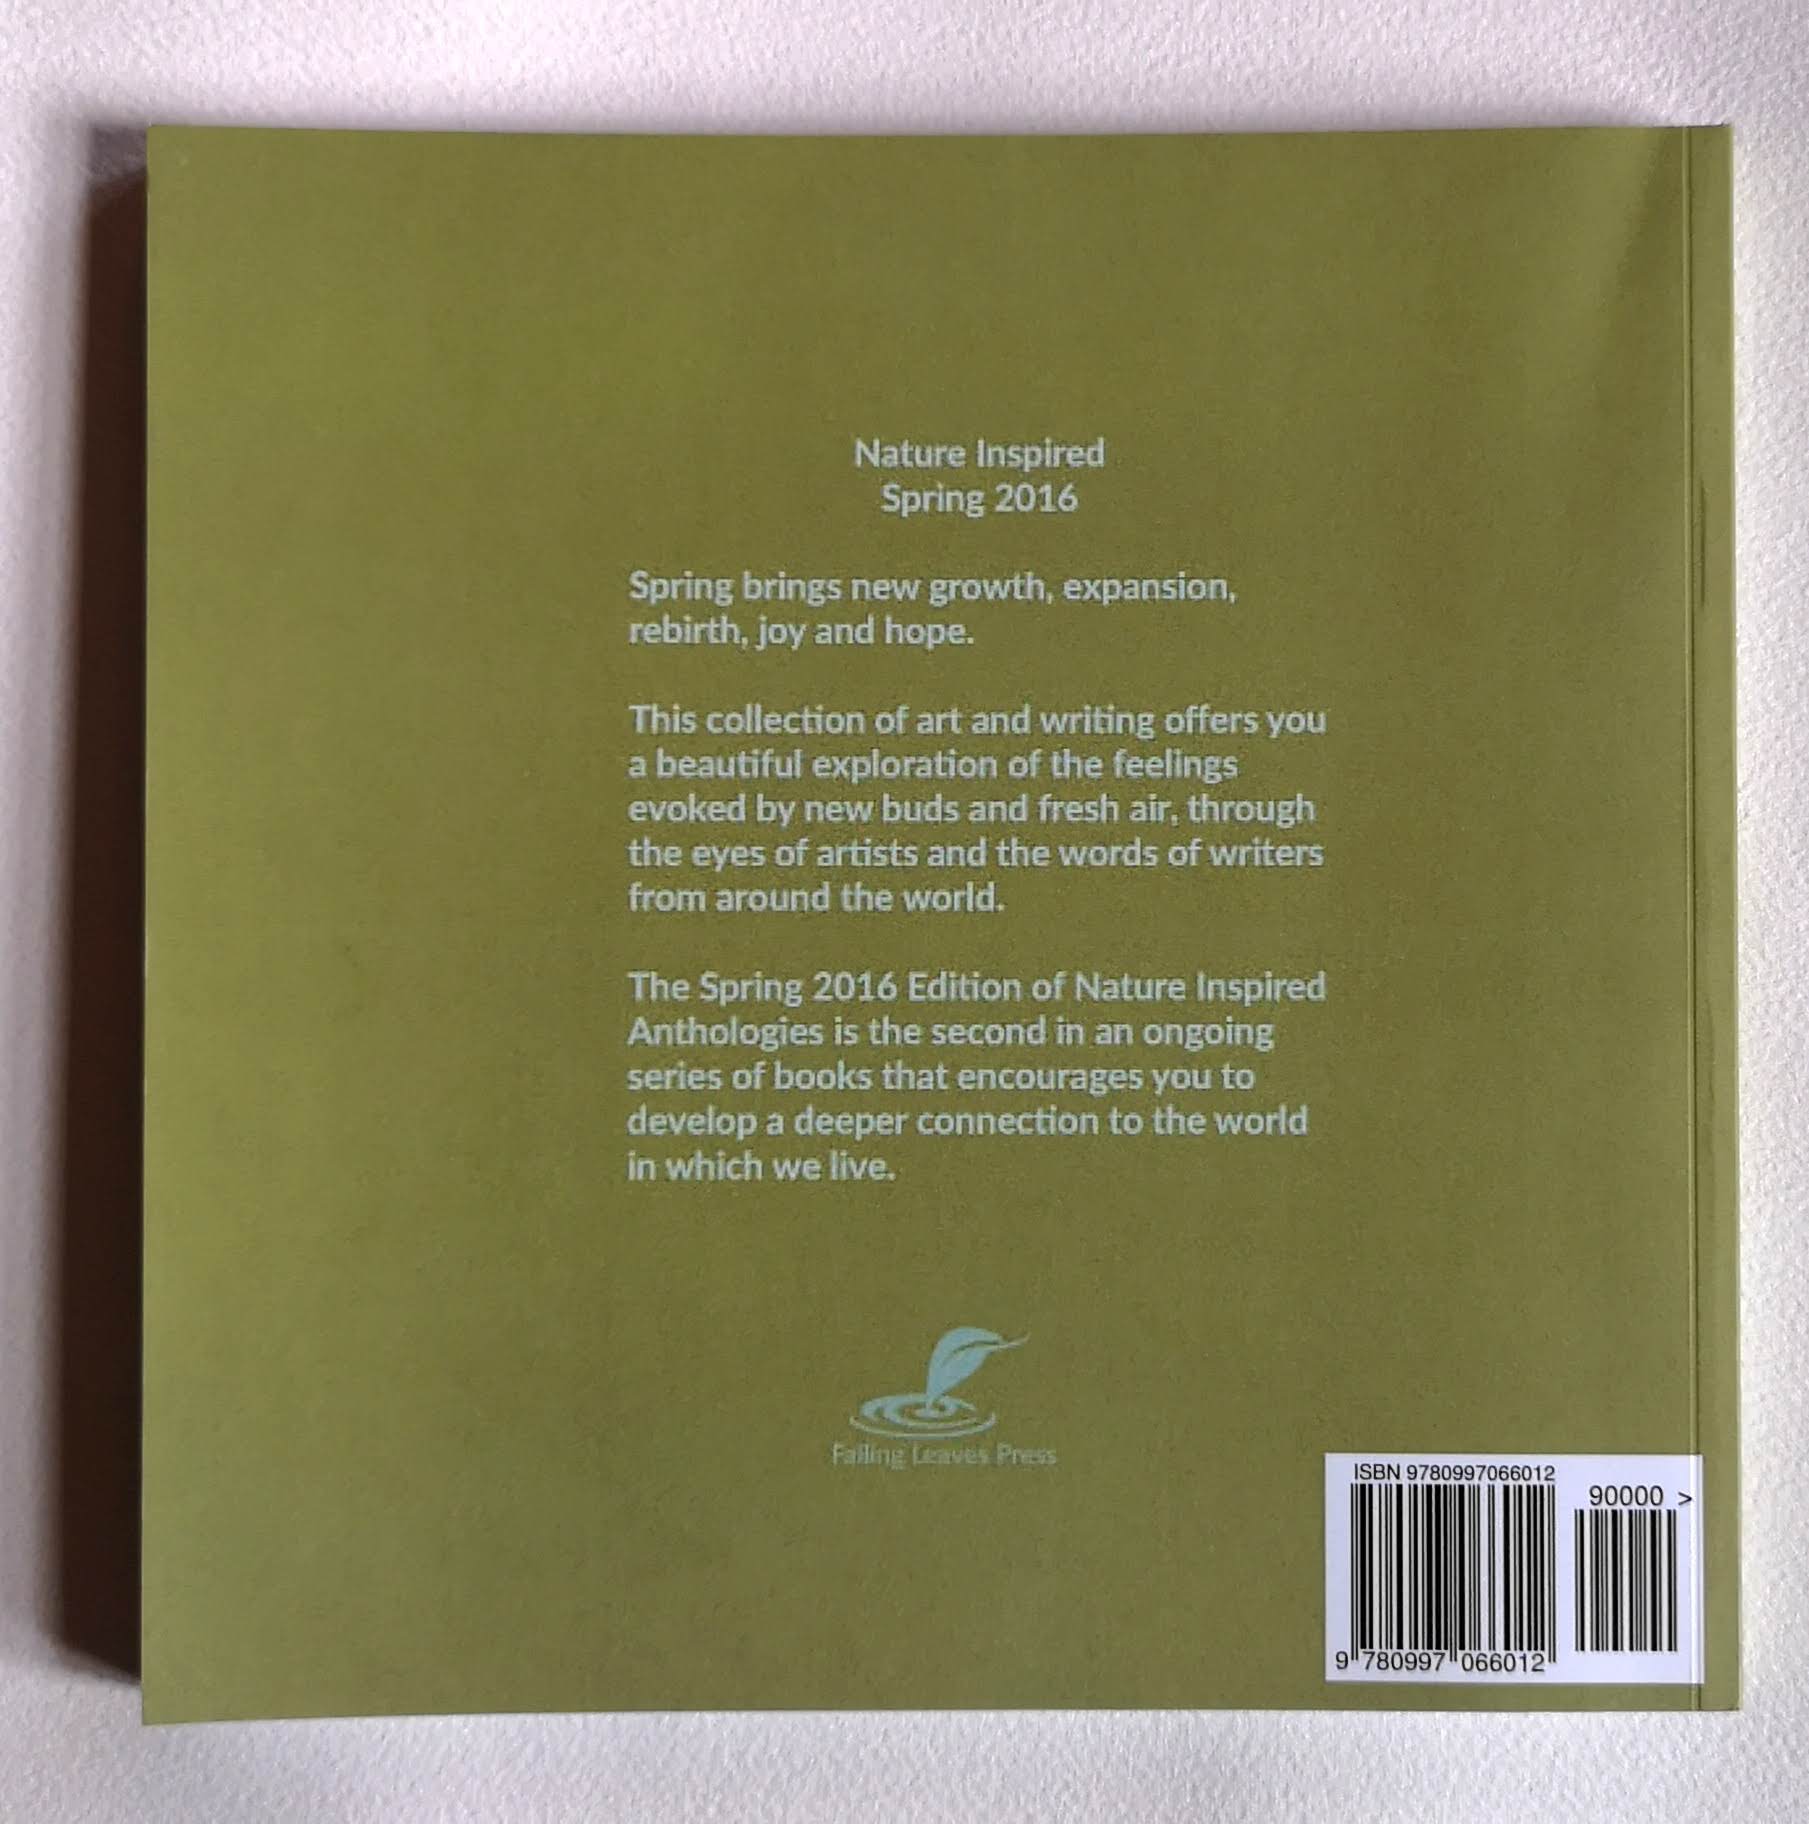 Nature Inspired
Spring 2016
Spring brings new growth, expansion,
rebirth, joy and hope.
This collection of art and writing offers you
a beautiful exploration of the feelings
evoked by new buds and fresh air, through
the eyes of artists and the words of writers
from around the world.
The Spring 2016 Edition of Nature Inspired
Anthologies is the second in an ongoing
series of books that encourages you to
develop a deeper connection to the world
in which we live.
Falling Leaves Press
ISBN 9780997066012
90000 >
9 780997 066012